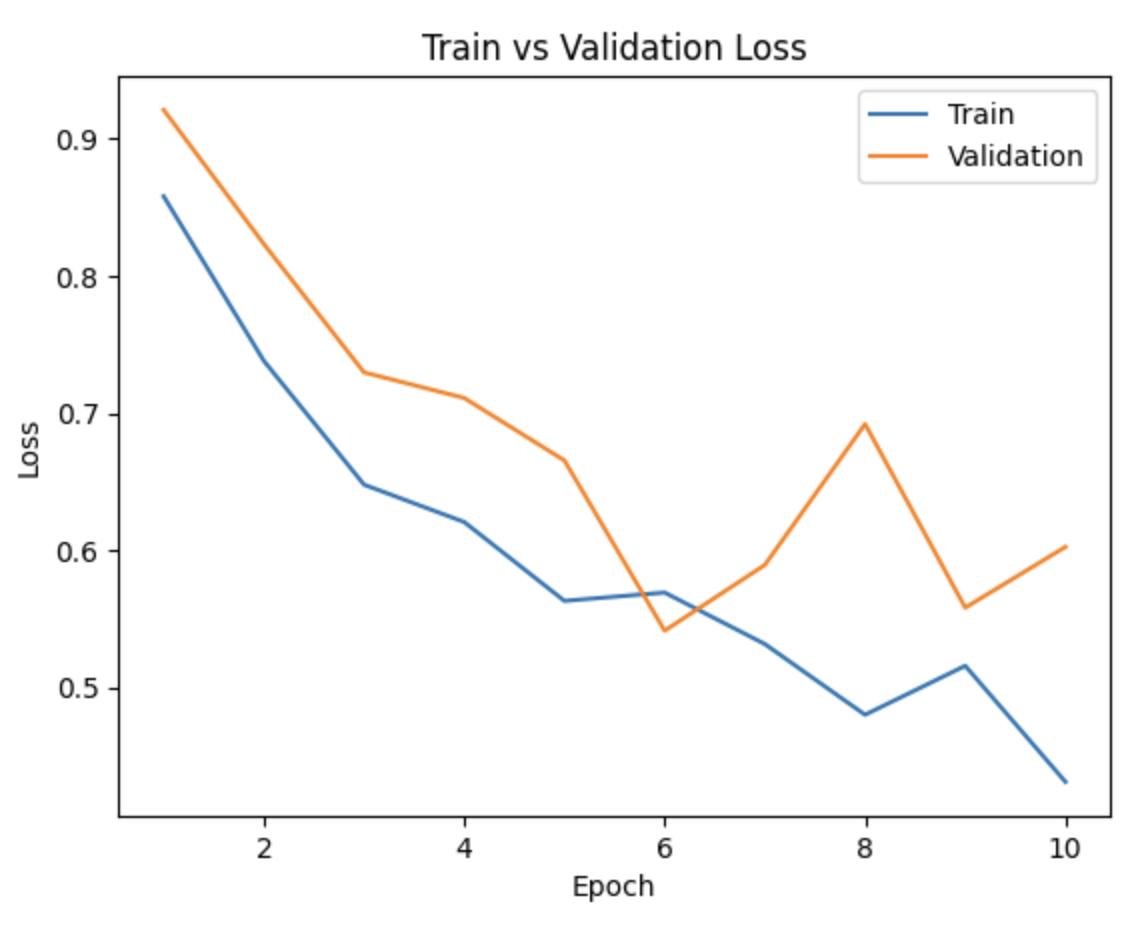 Train vs Validation Loss
Train
Validation
0.9
0.8
0.7
0.6
0.5
Loss
2 4 6 8 10
Epoch